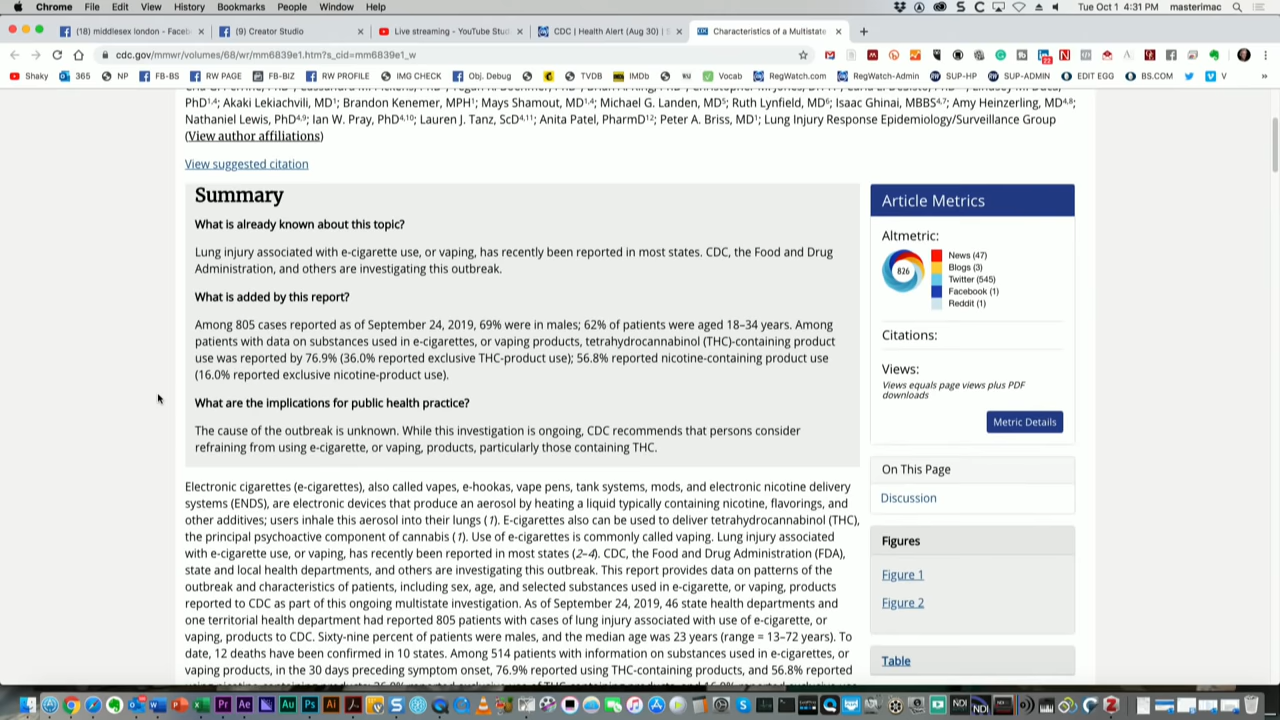 Chrome File Edit View History Bookmarks People Window Help Tue Oct 1 4:31 PM masterimac
(18) middlesex london - Faceb × (9) Creator Studio × Live streaming - YouTube Stud × CDC | Health Alert (Aug 30) | S × Characteristics of a Multistate × +
cdc.gov/mmwr/volumes/68/wr/mm6839e1.htm?s_cid=mm6839e1_w
Shaky 365 NP FB-BS RW PAGE FB-BIZ RW PROFILE IMG CHECK Obj. Debug TVDB IMDb Vocab RegWatch.com RegWatch-Admin SUP-HP SUP-ADMIN EDIT EGG BS.COM V
PhD1,4; Akaki Lekiachvili, MD1; Brandon Kenemer, MPH1; Mays Shamout, MD1,4; Michael G. Landen, MD5; Ruth Lynfield, MD6; Isaac Ghinai, MBBS4,7; Amy Heinzerling, MD4,8;
Nathaniel Lewis, PhD4,9; Ian W. Pray, PhD4,10; Lauren J. Tanz, ScD4,11; Anita Patel, PharmD12; Peter A. Briss, MD1; Lung Injury Response Epidemiology/Surveillance Group
(View author affiliations)
View suggested citation
Summary
What is already known about this topic?
Lung injury associated with e-cigarette use, or vaping, has recently been reported in most states. CDC, the Food and Drug
Administration, and others are investigating this outbreak.
What is added by this report?
Among 805 cases reported as of September 24, 2019, 69% were in males; 62% of patients were aged 18–34 years. Among
patients with data on substances used in e-cigarettes, or vaping products, tetrahydrocannabinol (THC)-containing product
use was reported by 76.9% (36.0% reported exclusive THC-product use); 56.8% reported nicotine-containing product use
(16.0% reported exclusive nicotine-product use).
What are the implications for public health practice?
The cause of the outbreak is unknown. While this investigation is ongoing, CDC recommends that persons consider
refraining from using e-cigarette, or vaping, products, particularly those containing THC.
Electronic cigarettes (e-cigarettes), also called vapes, e-hookas, vape pens, tank systems, mods, and electronic nicotine delivery
systems (ENDS), are electronic devices that produce an aerosol by heating a liquid typically containing nicotine, flavorings, and
other additives; users inhale this aerosol into their lungs (1). E-cigarettes also can be used to deliver tetrahydrocannabinol (THC),
the principal psychoactive component of cannabis (1). Use of e-cigarettes is commonly called vaping. Lung injury associated
with e-cigarette use, or vaping, has recently been reported in most states (2–4). CDC, the Food and Drug Administration (FDA),
state and local health departments, and others are investigating this outbreak. This report provides data on patterns of the
outbreak and characteristics of patients, including sex, age, and selected substances used in e-cigarette, or vaping, products
reported to CDC as part of this ongoing multistate investigation. As of September 24, 2019, 46 state health departments and
one territorial health department had reported 805 patients with cases of lung injury associated with use of e-cigarette, or
vaping, products to CDC. Sixty-nine percent of patients were males, and the median age was 23 years (range = 13–72 years). To
date, 12 deaths have been confirmed in 10 states. Among 514 patients with information on substances used in e-cigarettes, or
vaping products, in the 30 days preceding symptom onset, 76.9% reported using THC-containing products, and 56.8% reported
Article Metrics
Altmetric:
826
News (47)
Blogs (3)
Twitter (545)
Facebook (1)
Reddit (1)
Citations:
Views:
Views equals page views plus PDF
downloads
Metric Details
On This Page
Discussion
Figures
Figure 1
Figure 2
Table